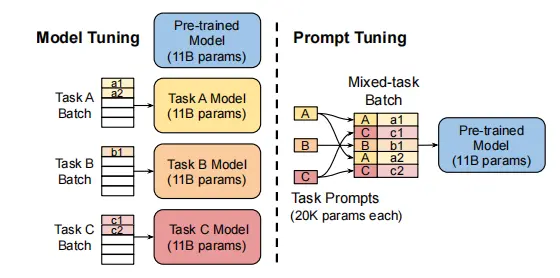 Model Tuning
Pre-trained
Model
(11B params)
Task A
Batch
a1
a2
Task A Model
(11B params)
Task B
Batch
b1
Task B Model
(11B params)
Task C
Batch
c1
c2
Task C Model
(11B params)
Prompt Tuning
Mixed-task
Batch
A
B
C
A a1
C c1
B b1
A a2
C c2
Task Prompts
(20K params each)
Pre-trained
Model
(11B params)